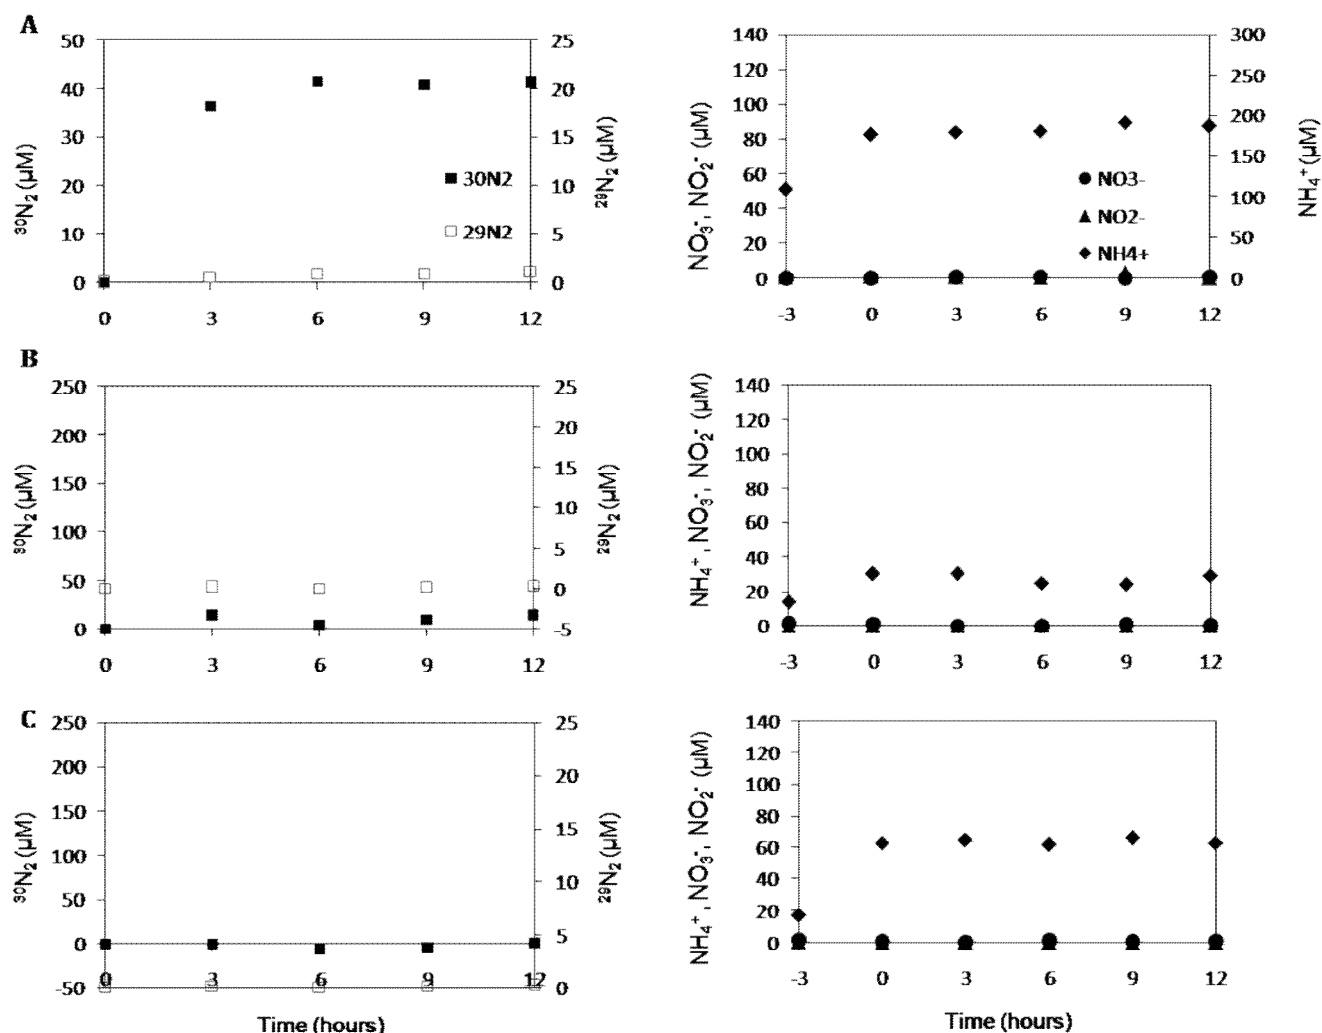 A
50
40
30
20
10
0
25
20
15
10
5
0
³⁰N₂ (µM)
²⁹N₂ (µM)
30N2
29N2
0 3 6 9 12
140
120
100
80
60
40
20
0
300
250
200
150
100
50
0
NO₃⁻, NO₂⁻ (µM)
NH₄⁺ (µM)
NO3-
NO2-
NH4+
-3 0 3 6 9 12
B
250
200
150
100
50
0
25
20
15
10
5
0
-5
³⁰N₂ (µM)
²⁹N₂ (µM)
0 3 6 9 12
140
120
100
80
60
40
20
0
NH₄⁺, NO₃⁻, NO₂⁻ (µM)
-3 0 3 6 9 12
C
250
200
150
100
50
0
-50
25
20
15
10
5
0
³⁰N₂ (µM)
²⁹N₂ (µM)
0 3 6 9 12
Time (hours)
140
120
100
80
60
40
20
0
NH₄⁺, NO₃⁻, NO₂⁻ (µM)
-3 0 3 6 9 12
Time (hours)